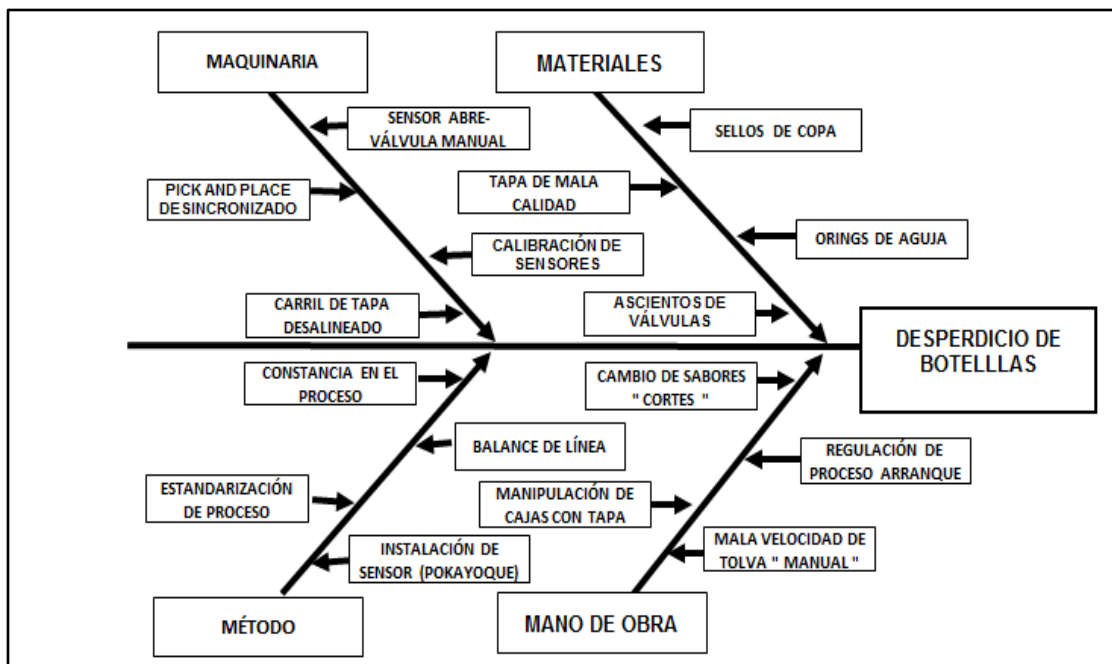 MAQUINARIA
MATERIALES
SENSOR ABRE-
VÁLVULA MANUAL
SELLOS DE COPA
PICK AND PLACE
DESINCRONIZADO
TAPA DE MALA
CALIDAD
CALIBRACIÓN DE
SENSORES
ORINGS DE AGUJA
CARRIL DE TAPA
DESALINEADO
ASCIENTOS DE
VÁLVULAS
DESPERDICIO DE
BOTELLLAS
CONSTANCIA EN EL
PROCESO
CAMBIO DE SABORES
" CORTES "
BALANCE DE LÍNEA
REGULACIÓN DE
PROCESO ARRANQUE
ESTANDARIZACIÓN
DE PROCESO
MANIPULACIÓN DE
CAJAS CON TAPA
INSTALACIÓN DE
SENSOR (POKAYOQUE)
MALA VELOCIDAD DE
TOLVA " MANUAL "
MÉTODO
MANO DE OBRA